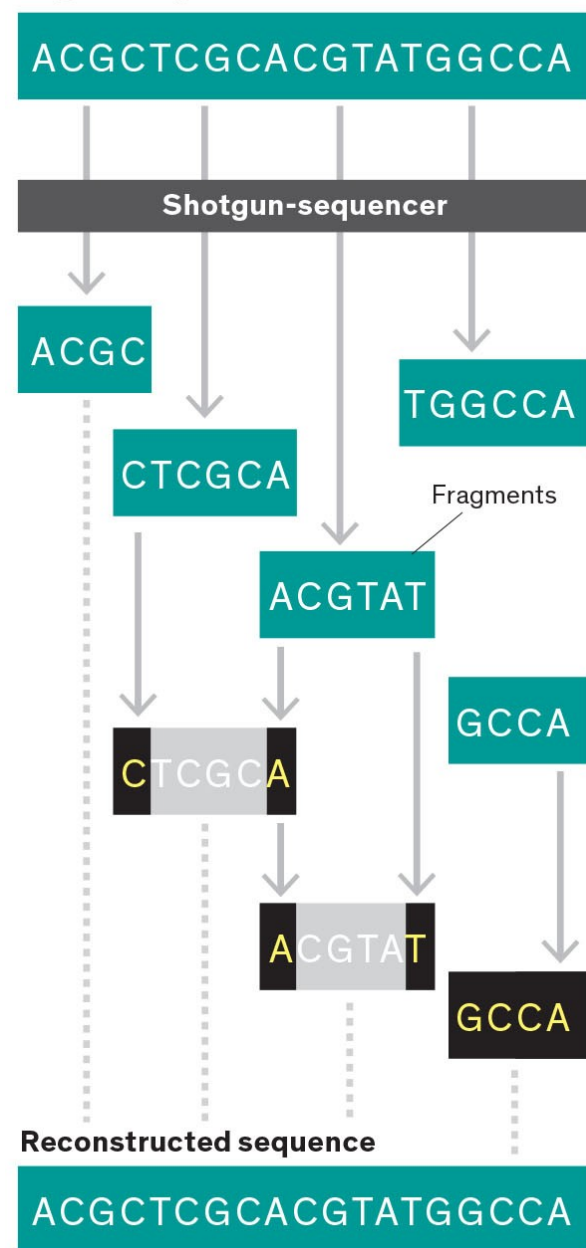 ACGCTCGCACGTATGGCCA
Shotgun-sequencer
ACGC
TGGCCA
CTCGCA
Fragments
ACGTAT
GCCA
CTCGCA
ACGTAT
GCCA
Reconstructed sequence
ACGCTCGCACGTATGGCCA